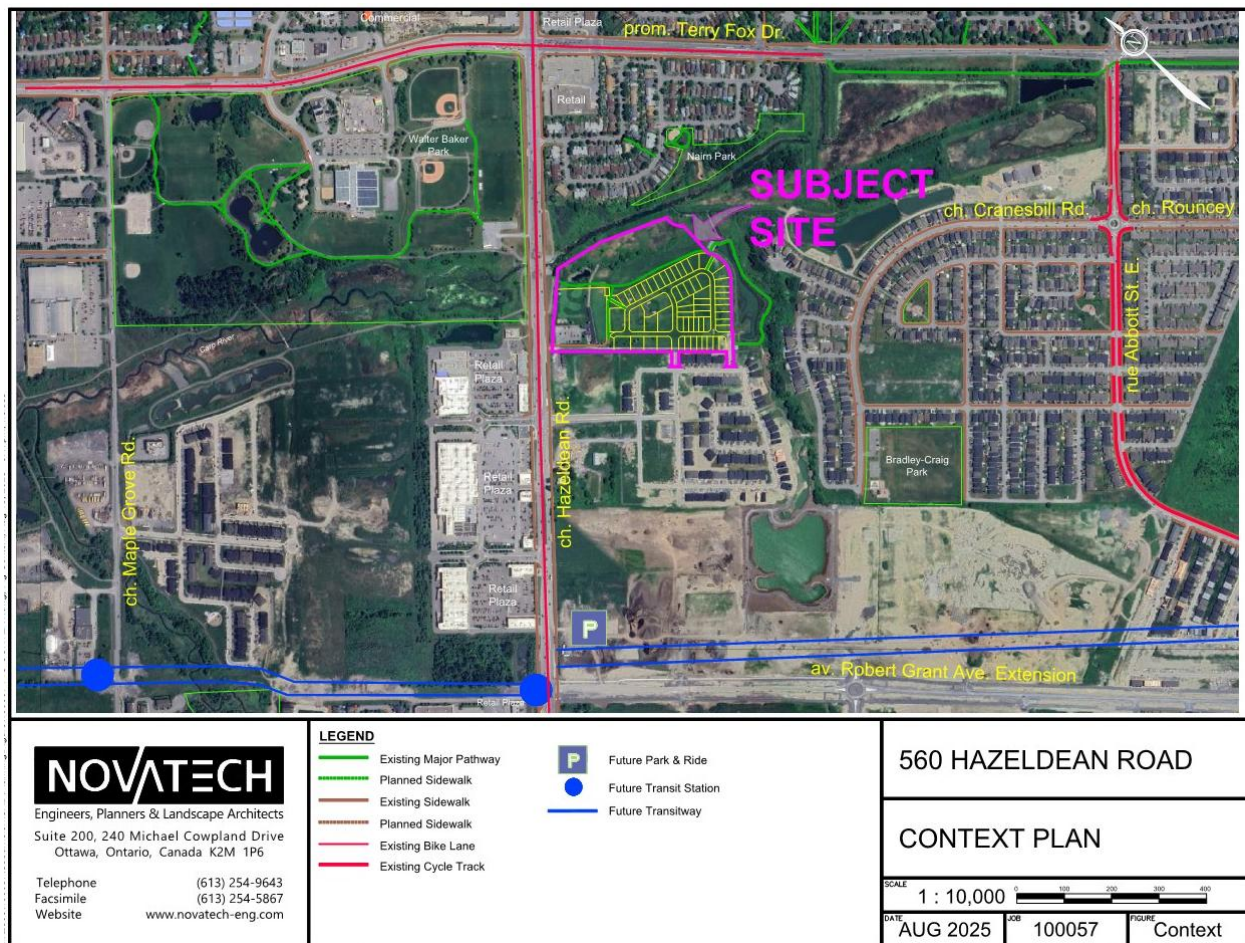 Commercial
Retail Plaza
prom. Terry Fox Dr.
Retail
Walter Baker
Park
Nairn Park
SUBJECT
SITE
ch. Cranesbill Rd.
ch. Rouncey
rue Abbott St. E.
Carp River
Retail
Plaza
ch. Maple Grove Rd.
ch. Hazeldean Rd.
Retail
Plaza
Bradley-Craig
Park
Retail
Plaza
P
av. Robert Grant Ave. Extension
Retail Plaza
NOVATECH
Engineers, Planners & Landscape Architects
Suite 200, 240 Michael Cowpland Drive
Ottawa, Ontario, Canada K2M 1P6
Telephone (613) 254-9643
Facsimile (613) 254-5867
Website www.novatech-eng.com
LEGEND
Existing Major Pathway
Planned Sidewalk
Existing Sidewalk
Planned Sidewalk
Existing Bike Lane
Existing Cycle Track
P Future Park & Ride
Future Transit Station
Future Transitway
560 HAZELDEAN ROAD
CONTEXT PLAN
SCALE
1 : 10,000 0 100 200 300 400
DATE AUG 2025 JOB 100057 FIGURE Context